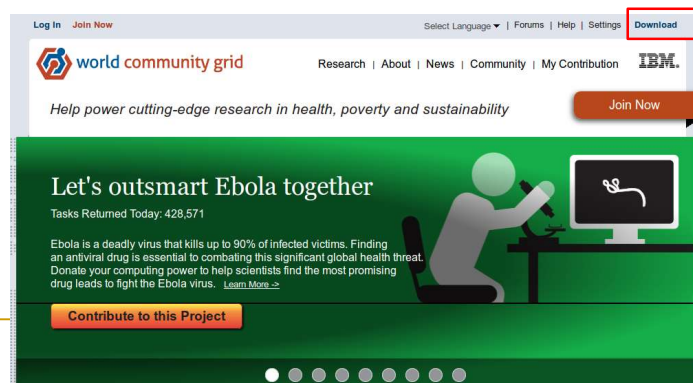 Log In Join Now
Select Language ▼ | Forums | Help | Settings Download
world community grid
Research | About | News | Community | My Contribution
IBM.
Help power cutting-edge research in health, poverty and sustainability
Join Now
Let's outsmart Ebola together
Tasks Returned Today: 428,571
Ebola is a deadly virus that kills up to 90% of infected victims. Finding
an antiviral drug is essential to combating this significant global health threat.
Donate your computing power to help scientists find the most promising
drug leads to fight the Ebola virus. Learn More ->
Contribute to this Project